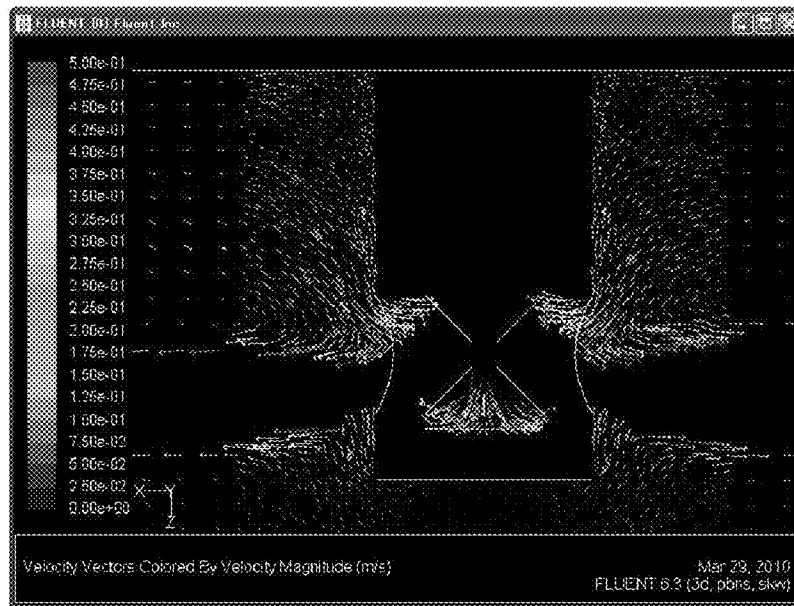 FLUENT [0] Fluent Inc
5.00e-01
4.75e-01
4.50e-01
4.25e-01
4.00e-01
3.75e-01
3.50e-01
3.25e-01
3.00e-01
2.75e-01
2.50e-01
2.25e-01
2.00e-01
1.75e-01
1.50e-01
1.25e-01
1.00e-01
7.50e-02
5.00e-02
2.50e-02
0.00e+00
X Y
Z
Velocity Vectors Colored By Velocity Magnitude (m/s)
Mar 29, 2010
FLUENT 6.3 (3d, pbns, skw)